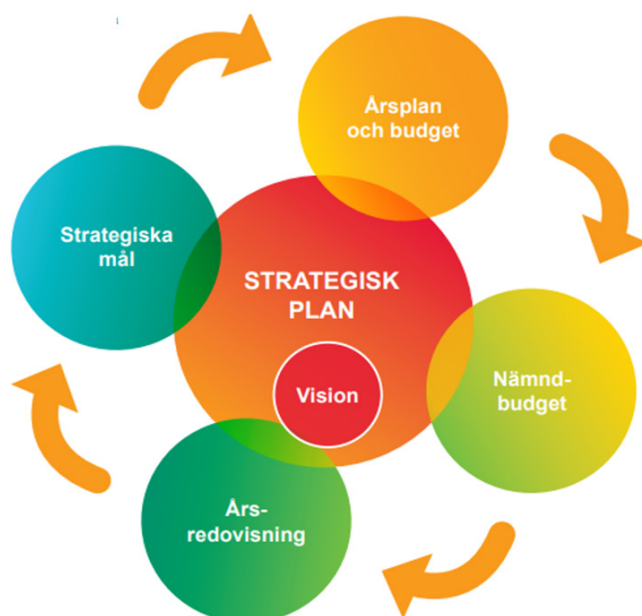 Årsplan
och budget
Strategiska
mål
STRATEGISK
PLAN
Vision
Nämnd-
budget
Års-
redovisning